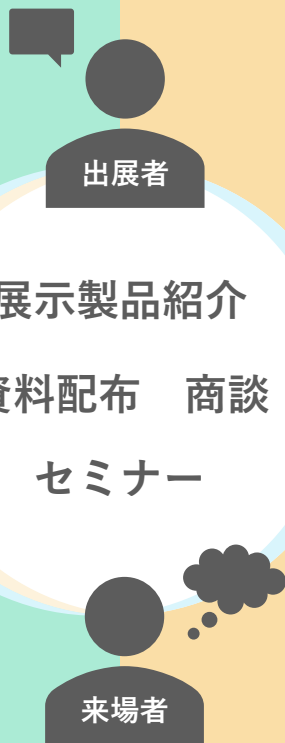 出展者
展示製品紹介
資料配布　商談
セミナー
来場者